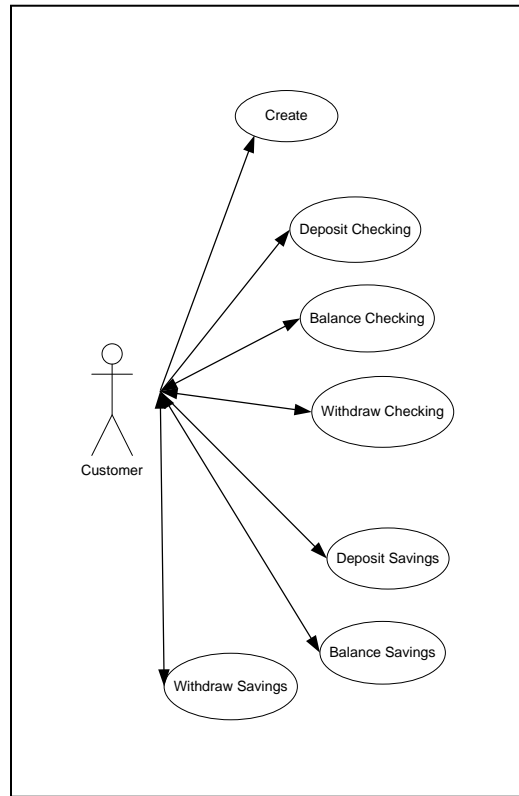 Create
Deposit Checking
Balance Checking
Withdraw Checking
Customer
Deposit Savings
Balance Savings
Withdraw Savings